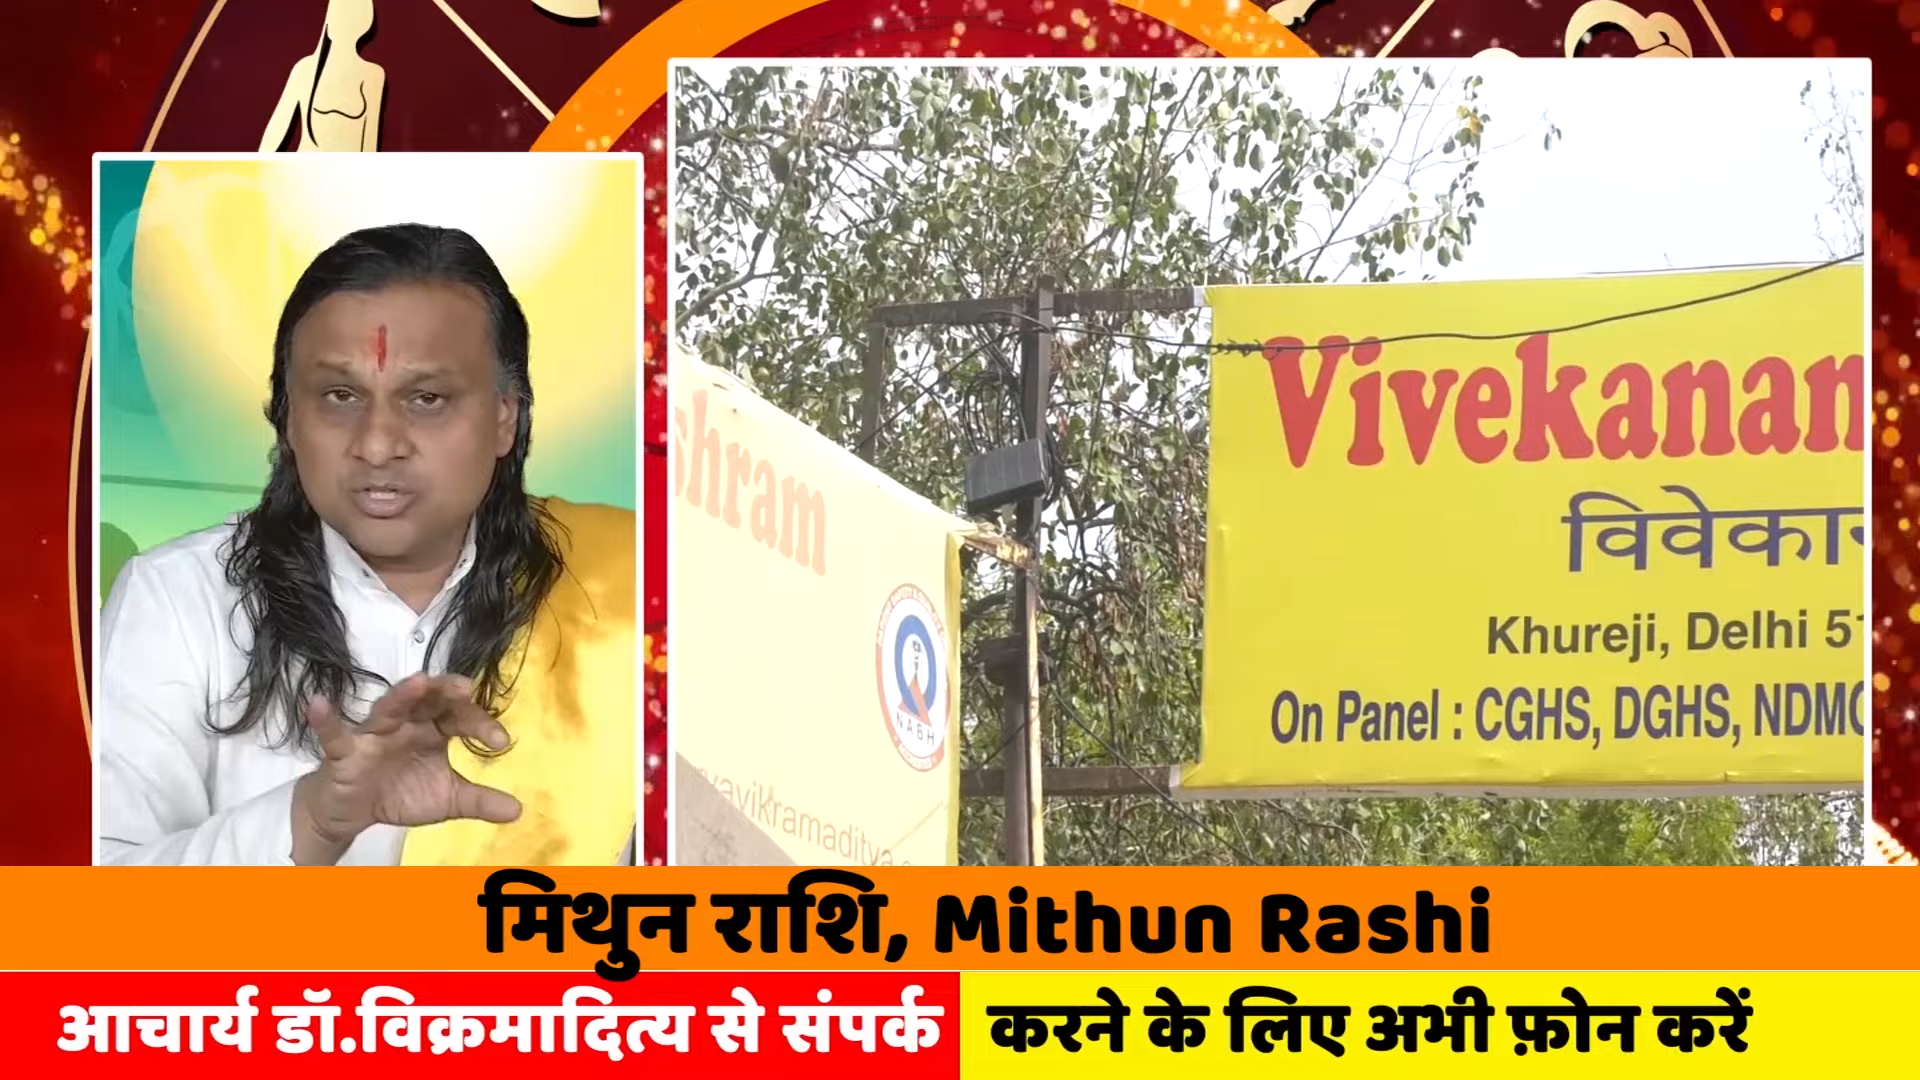 shram
NABH
Vivekanan
विवेकान
Khureji, Delhi 51
On Panel : CGHS, DGHS, NDMC
मिथुन राशि, Mithun Rashi
आचार्य डॉ.विक्रमादित्य से संपर्क करने के लिए अभी फ़ोन करें